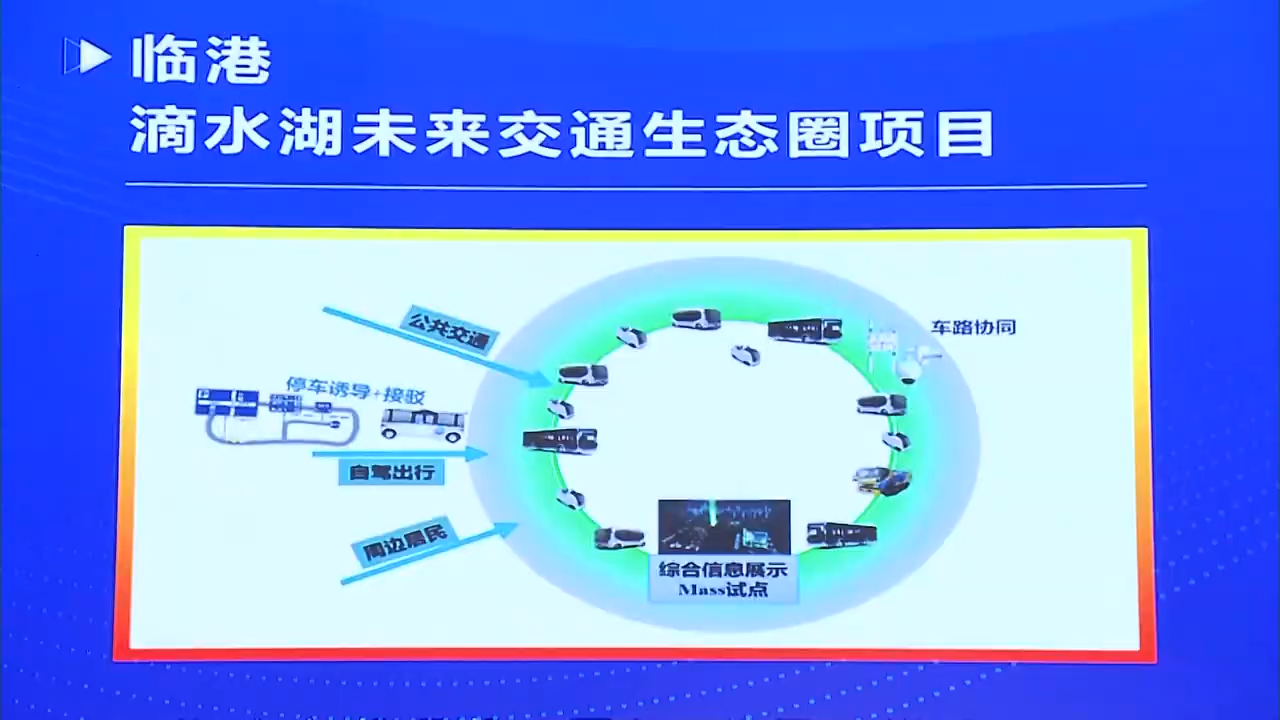 临港
滴水湖未来交通生态圈项目
公共交通
车路协同
停车诱导+接驳
自驾出行
周边居民
综合信息展示
Mass试点